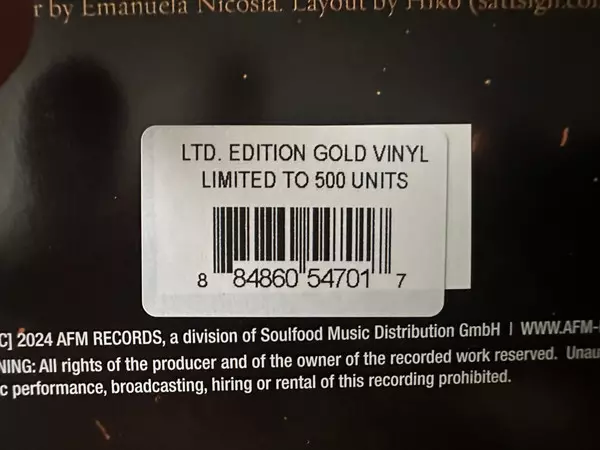 r by Emanuela Nicosia. Layout by Hiko (sattsign.com
LTD. EDITION GOLD VINYL
LIMITED TO 500 UNITS
8 84860 54701 7
C] 2024 AFM RECORDS, a division of Soulfood Music Distribution GmbH | WWW.AFM-
NING: All rights of the producer and of the owner of the recorded work reserved. Unau
c performance, broadcasting, hiring or rental of this recording prohibited.